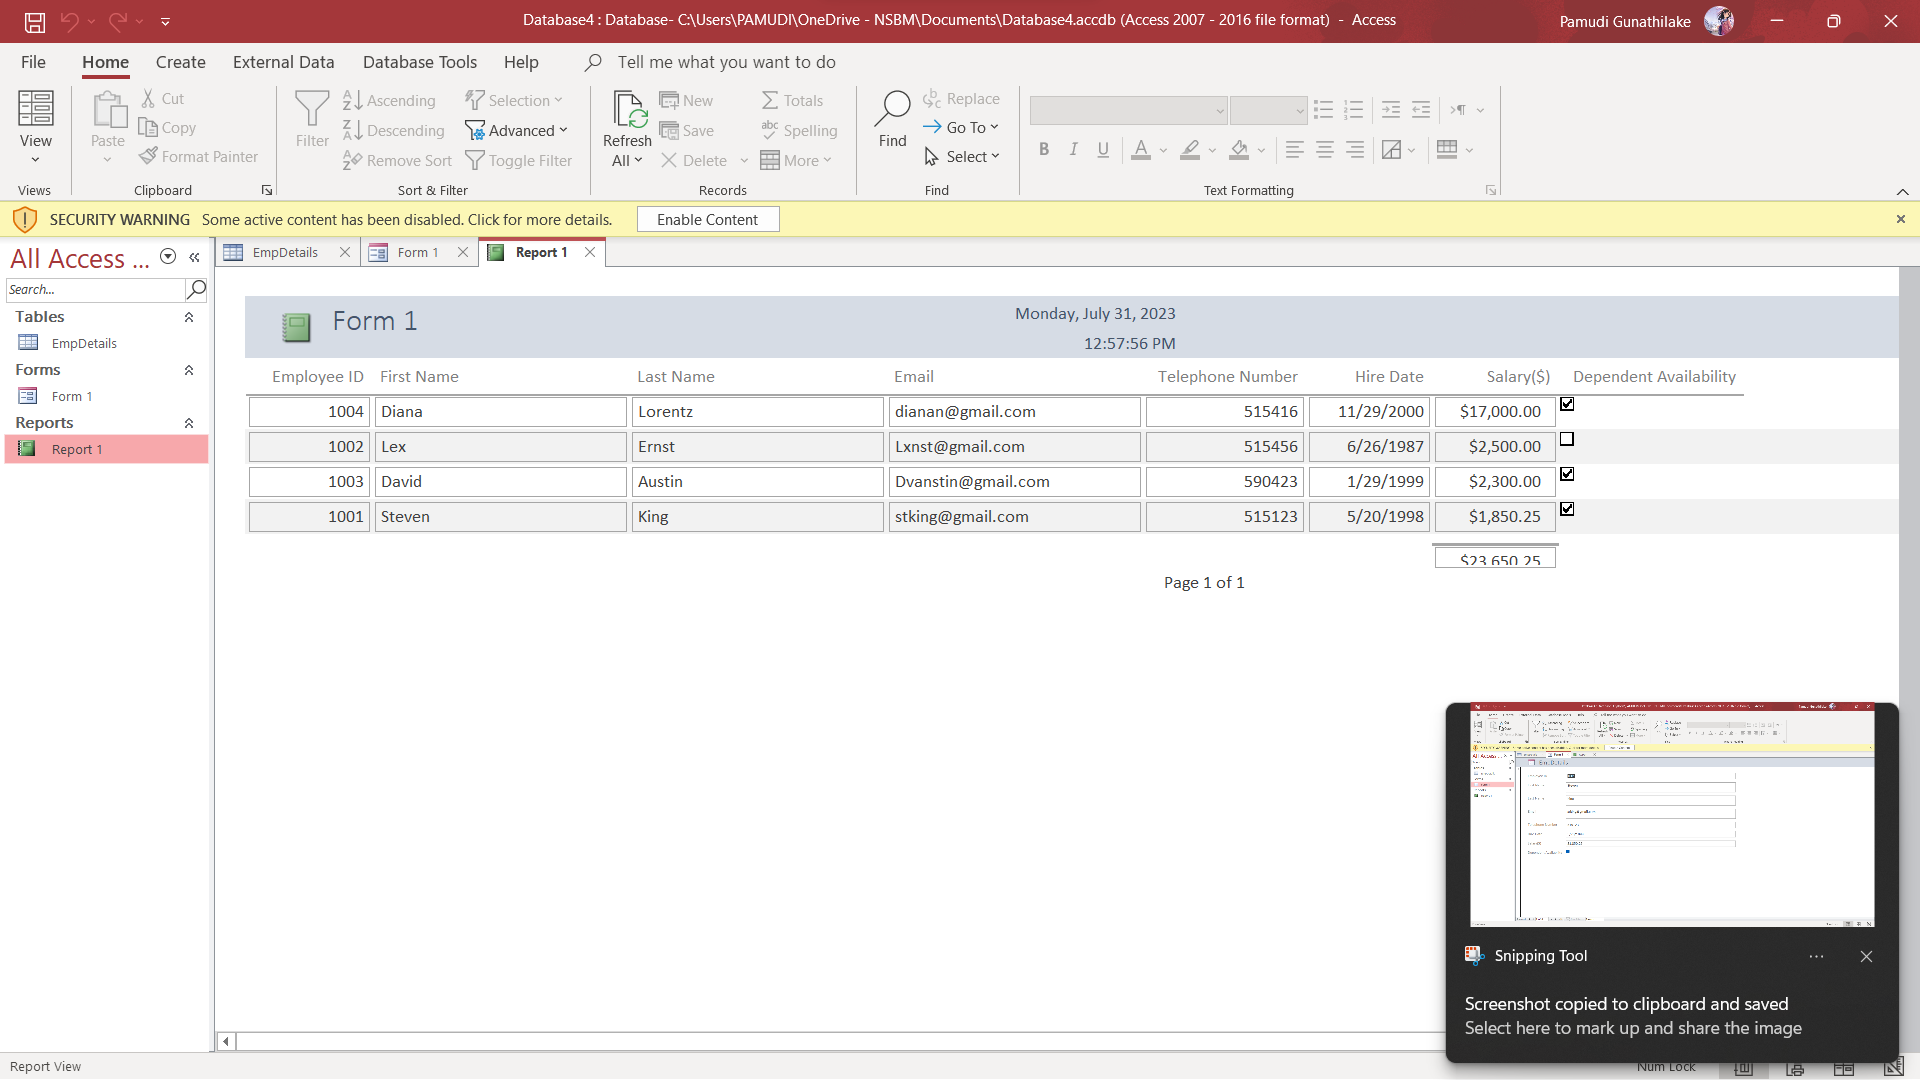 Database4 : Database- C:\Users\PAMUDI\OneDrive - NSBM\Documents\Database4.accdb (Access 2007 - 2016 file format)  -  Access
Pamudi Gunathilake
File Home Create External Data Database Tools Help Tell me what you want to do
View
Views
Paste
Cut
Copy
Format Painter
Clipboard
Filter
Ascending
Descending
Remove Sort
Selection
Advanced
Toggle Filter
Sort & Filter
Refresh
All
New
Save
Delete
Totals
Spelling
More
Records
Find
Replace
Go To
Select
Find
B I U A
Text Formatting
SECURITY WARNING Some active content has been disabled. Click for more details. Enable Content
All Access ...
Search...
Tables
EmpDetails
Forms
Form 1
Reports
Report 1
EmpDetails Form 1 Report 1
Form 1
Monday, July 31, 2023
12:57:56 PM
Employee ID First Name Last Name Email Telephone Number Hire Date Salary($) Dependent Availability
1004 Diana Lorentz dianan@gmail.com 515416 11/29/2000 $17,000.00
1002 Lex Ernst Lxnst@gmail.com 515456 6/26/1987 $2,500.00
1003 David Austin Dvanstin@gmail.com 590423 1/29/1999 $2,300.00
1001 Steven King stking@gmail.com 515123 5/20/1998 $1,850.25
$23,650.25
Page 1 of 1
Snipping Tool
Screenshot copied to clipboard and saved
Select here to mark up and share the image
Report View
Num Lock